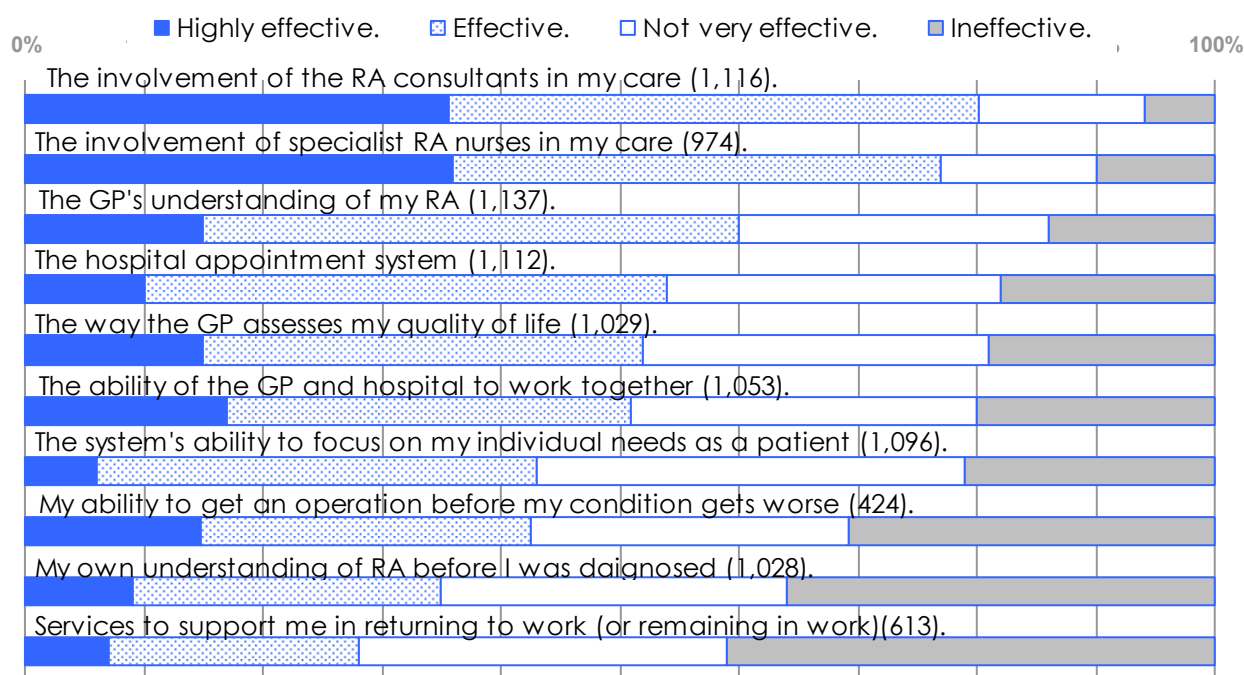 Highly effective. Effective. Not very effective. Ineffective.
0% 100%
The involvement of the RA consultants in my care (1,116).
The involvement of specialist RA nurses in my care (974).
The GP's understanding of my RA (1,137).
The hospital appointment system (1,112).
The way the GP assesses my quality of life (1,029).
The ability of the GP and hospital to work together (1,053).
The system's ability to focus on my individual needs as a patient (1,096).
My ability to get an operation before my condition gets worse (424).
My own understanding of RA before I was daignosed (1,028).
Services to support me in returning to work (or remaining in work)(613).